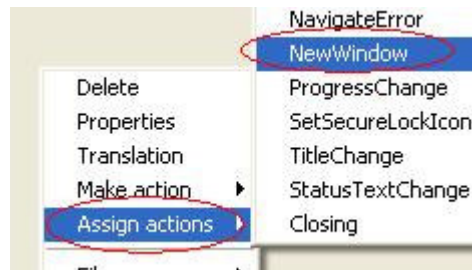 NavigateError
NewWindow
ProgressChange
SetSecureLockIcon
TitleChange
StatusTextChange
Closing
Delete
Properties
Translation
Make action
Assign actions